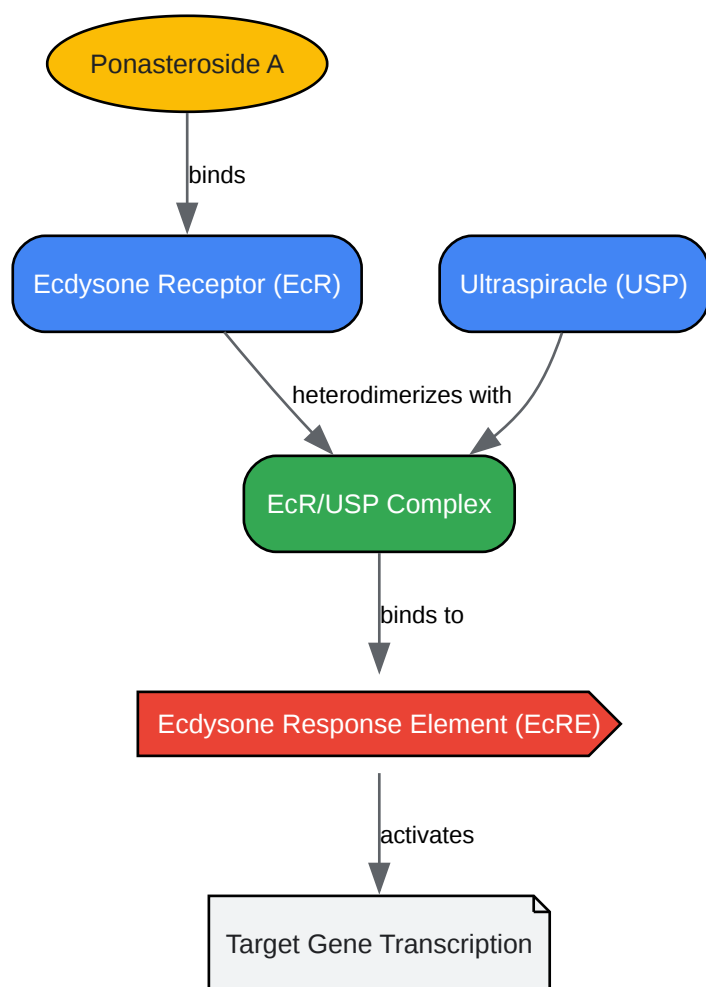 Ponasteroside A
binds
Ecdysone Receptor (EcR)
Ultraspiracle (USP)
heterodimerizes with
EcR/USP Complex
binds to
Ecdysone Response Element (EcRE)
activates
Target Gene Transcription